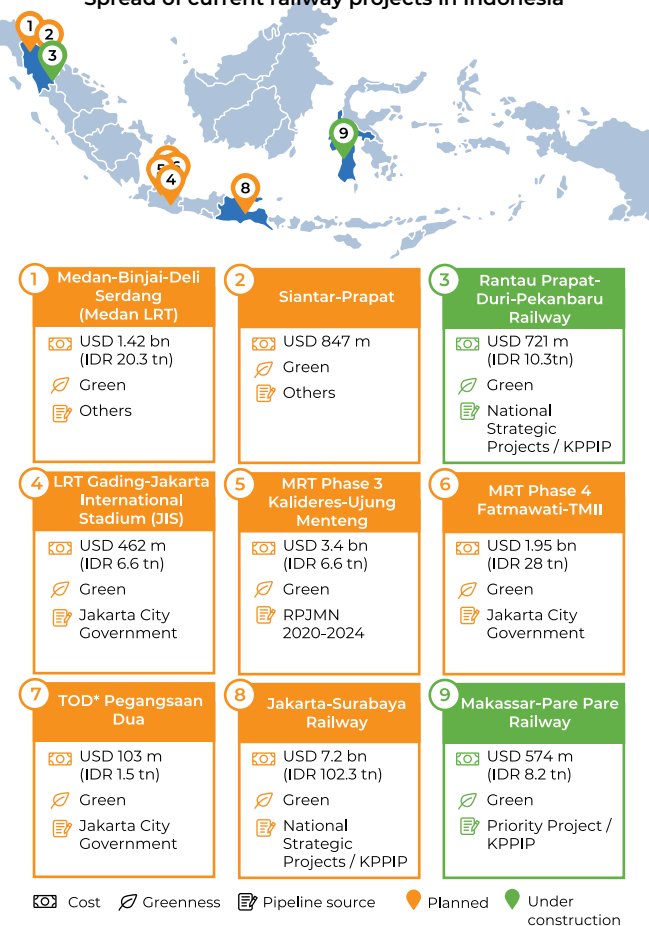 Spread of current railway projects in Indonesia
1
2
3
5
6
4
8
9
1
Medan-Binjai-Deli
Serdang
(Medan LRT)
USD 1.42 bn
(IDR 20.3 tn)
Green
Others
2
Siantar-Prapat
USD 847 m
Green
Others
3
Rantau Prapat-
Duri-Pekanbaru
Railway
USD 721 m
(IDR 10.3tn)
Green
National
Strategic
Projects / KPPIP
4
LRT Gading-Jakarta
International
Stadium (JIS)
USD 462 m
(IDR 6.6 tn)
Green
Jakarta City
Government
5
MRT Phase 3
Kalideres-Ujung
Menteng
USD 3.4 bn
(IDR 6.6 tn)
Green
RPJMN
2020-2024
6
MRT Phase 4
Fatmawati-TMII
USD 1.95 bn
(IDR 28 tn)
Green
Jakarta City
Government
7
TOD* Pegangsaan
Dua
USD 103 m
(IDR 1.5 tn)
Green
Jakarta City
Government
8
Jakarta-Surabaya
Railway
USD 7.2 bn
(IDR 102.3 tn)
Green
National
Strategic
Projects / KPPIP
9
Makassar-Pare Pare
Railway
USD 574 m
(IDR 8.2 tn)
Green
Priority Project /
KPPIP
Cost
Greenness
Pipeline source
Planned
Under
construction